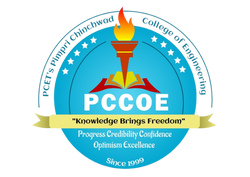 PCET's Pimpri Chinchwad College of Engineering
PCCOE
"Knowledge Brings Freedom"
Progress Credibility Confidence
Optimism Excellence
Since 1999